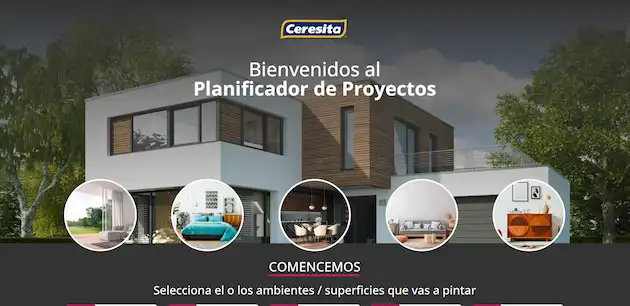 Ceresita
Bienvenidos al
Planificador de Proyectos
COMENCEMOS
Selecciona el o los ambientes / superficies que vas a pintar